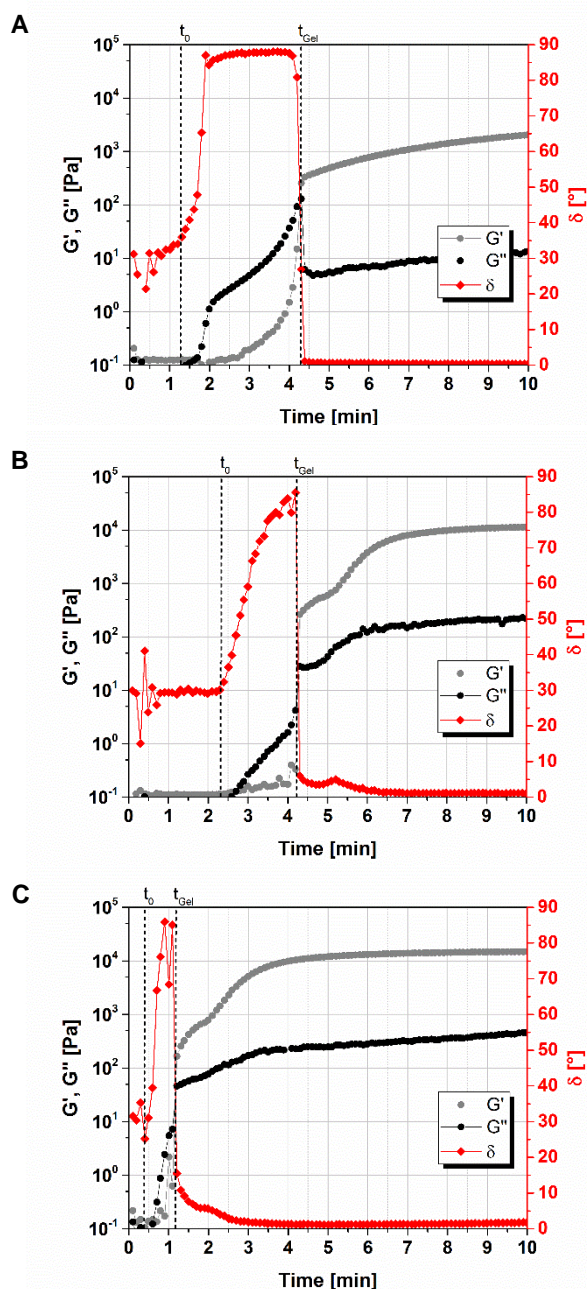 A
t0 tGel
10^5 90
10^4 80
10^3 70
10^2 60
10^1 50
10^0 40
10^-1 30
20
10
0
G', G'' [Pa]
δ [°]
G'
G''
δ
0 1 2 3 4 5 6 7 8 9 10
Time [min]
B
t0 tGel
10^5 90
10^4 80
10^3 70
10^2 60
10^1 50
10^0 40
10^-1 30
20
10
0
G', G'' [Pa]
δ [°]
G'
G''
δ
0 1 2 3 4 5 6 7 8 9 10
Time [min]
C
t0 tGel
10^5 90
10^4 80
10^3 70
10^2 60
10^1 50
10^0 40
10^-1 30
20
10
0
G', G'' [Pa]
δ [°]
G'
G''
δ
0 1 2 3 4 5 6 7 8 9 10
Time [min]